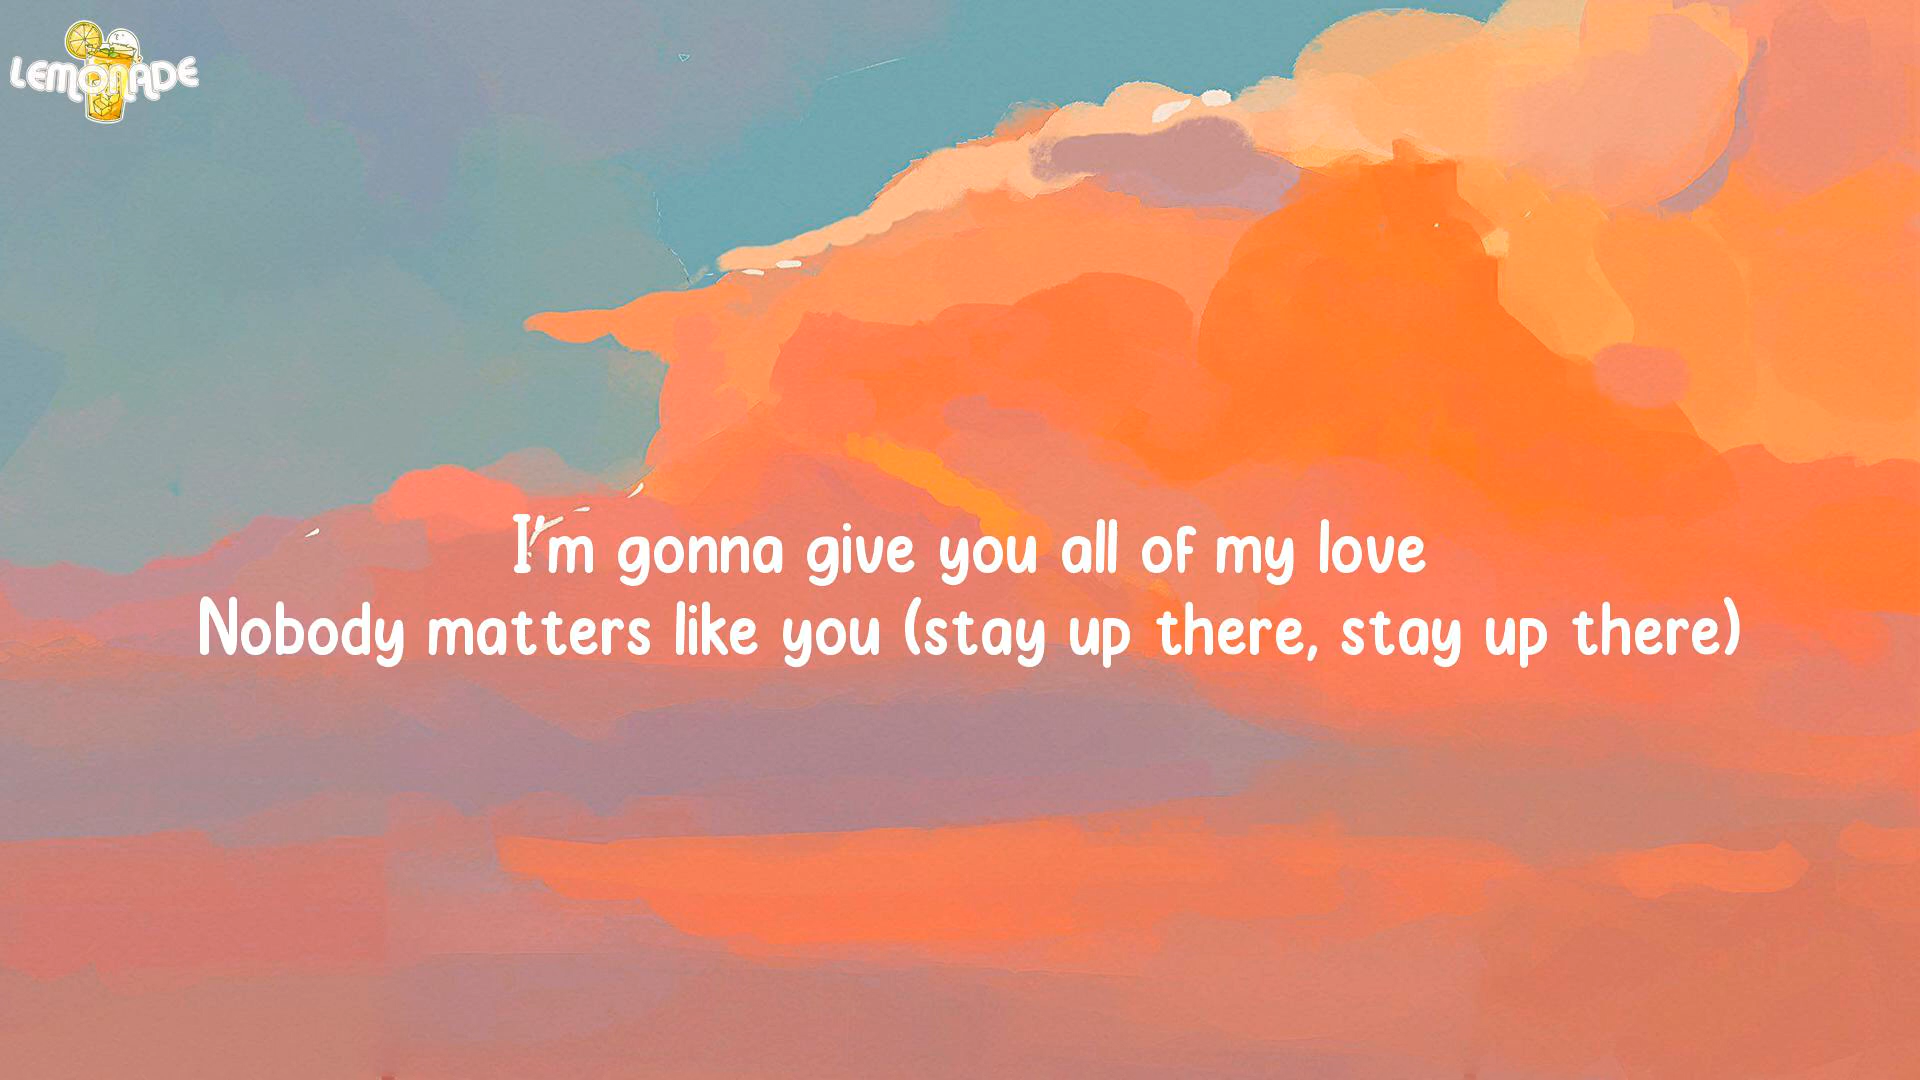 LEMONADE
I'm gonna give you all of my love
Nobody matters like you (stay up there, stay up there)